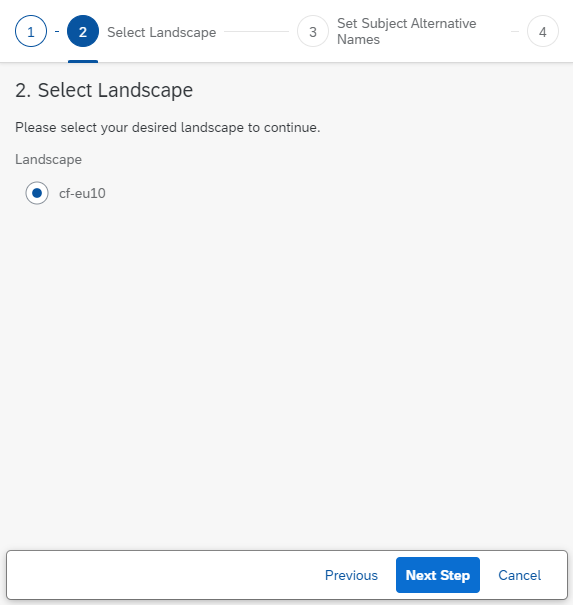 1 - 2 Select Landscape 3 Set Subject Alternative
Names 4
2. Select Landscape
Please select your desired landscape to continue.
Landscape
cf-eu10
Previous Next Step Cancel